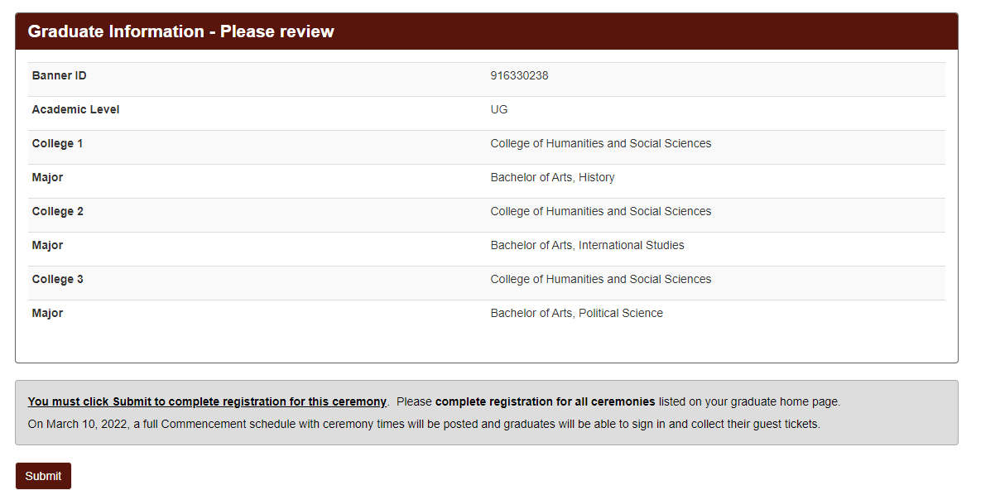 Graduate Information - Please review
Banner ID 916330238
Academic Level UG
College 1 College of Humanities and Social Sciences
Major Bachelor of Arts, History
College 2 College of Humanities and Social Sciences
Major Bachelor of Arts, International Studies
College 3 College of Humanities and Social Sciences
Major Bachelor of Arts, Political Science
You must click Submit to complete registration for this ceremony. Please complete registration for all ceremonies listed on your graduate home page.
On March 10, 2022, a full Commencement schedule with ceremony times will be posted and graduates will be able to sign in and collect their guest tickets.
Submit